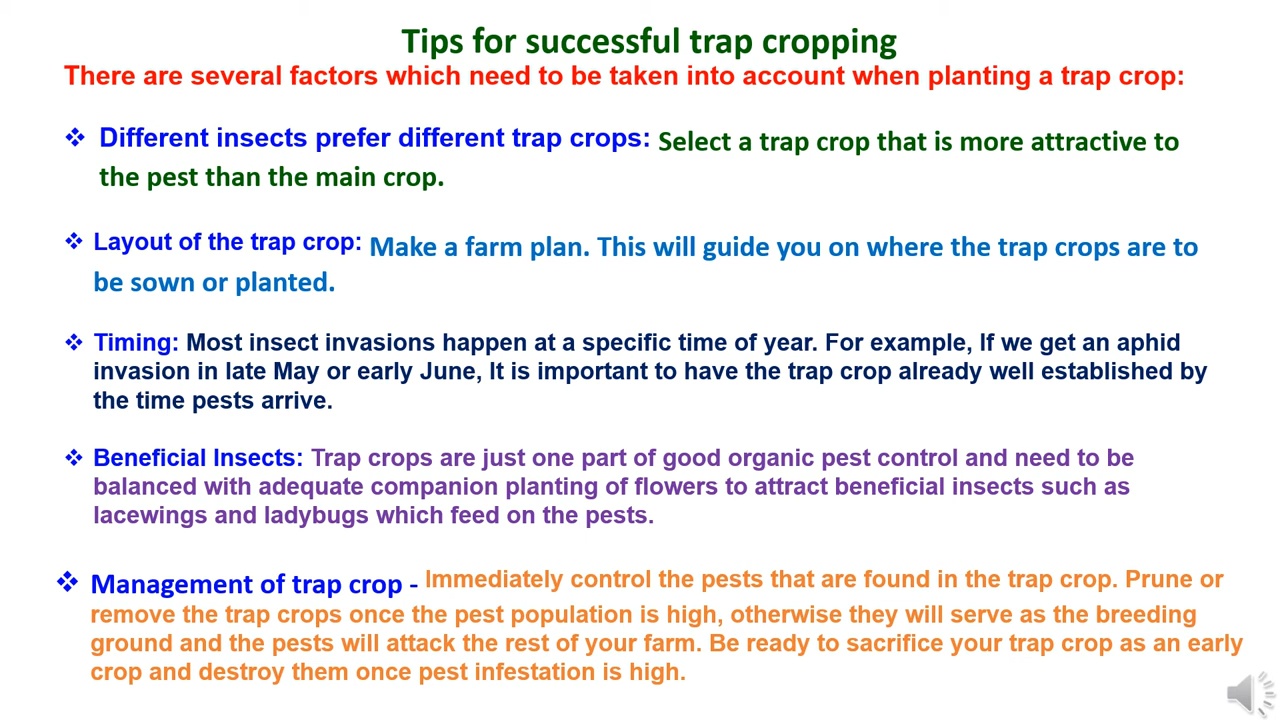 Tips for successful trap cropping
There are several factors which need to be taken into account when planting a trap crop:
❖ Different insects prefer different trap crops: Select a trap crop that is more attractive to
the pest than the main crop.
❖ Layout of the trap crop: Make a farm plan. This will guide you on where the trap crops are to
be sown or planted.
❖ Timing: Most insect invasions happen at a specific time of year. For example, If we get an aphid
invasion in late May or early June, It is important to have the trap crop already well established by
the time pests arrive.
❖ Beneficial Insects: Trap crops are just one part of good organic pest control and need to be
balanced with adequate companion planting of flowers to attract beneficial insects such as
lacewings and ladybugs which feed on the pests.
❖ Management of trap crop - Immediately control the pests that are found in the trap crop. Prune or
remove the trap crops once the pest population is high, otherwise they will serve as the breeding
ground and the pests will attack the rest of your farm. Be ready to sacrifice your trap crop as an early
crop and destroy them once pest infestation is high.